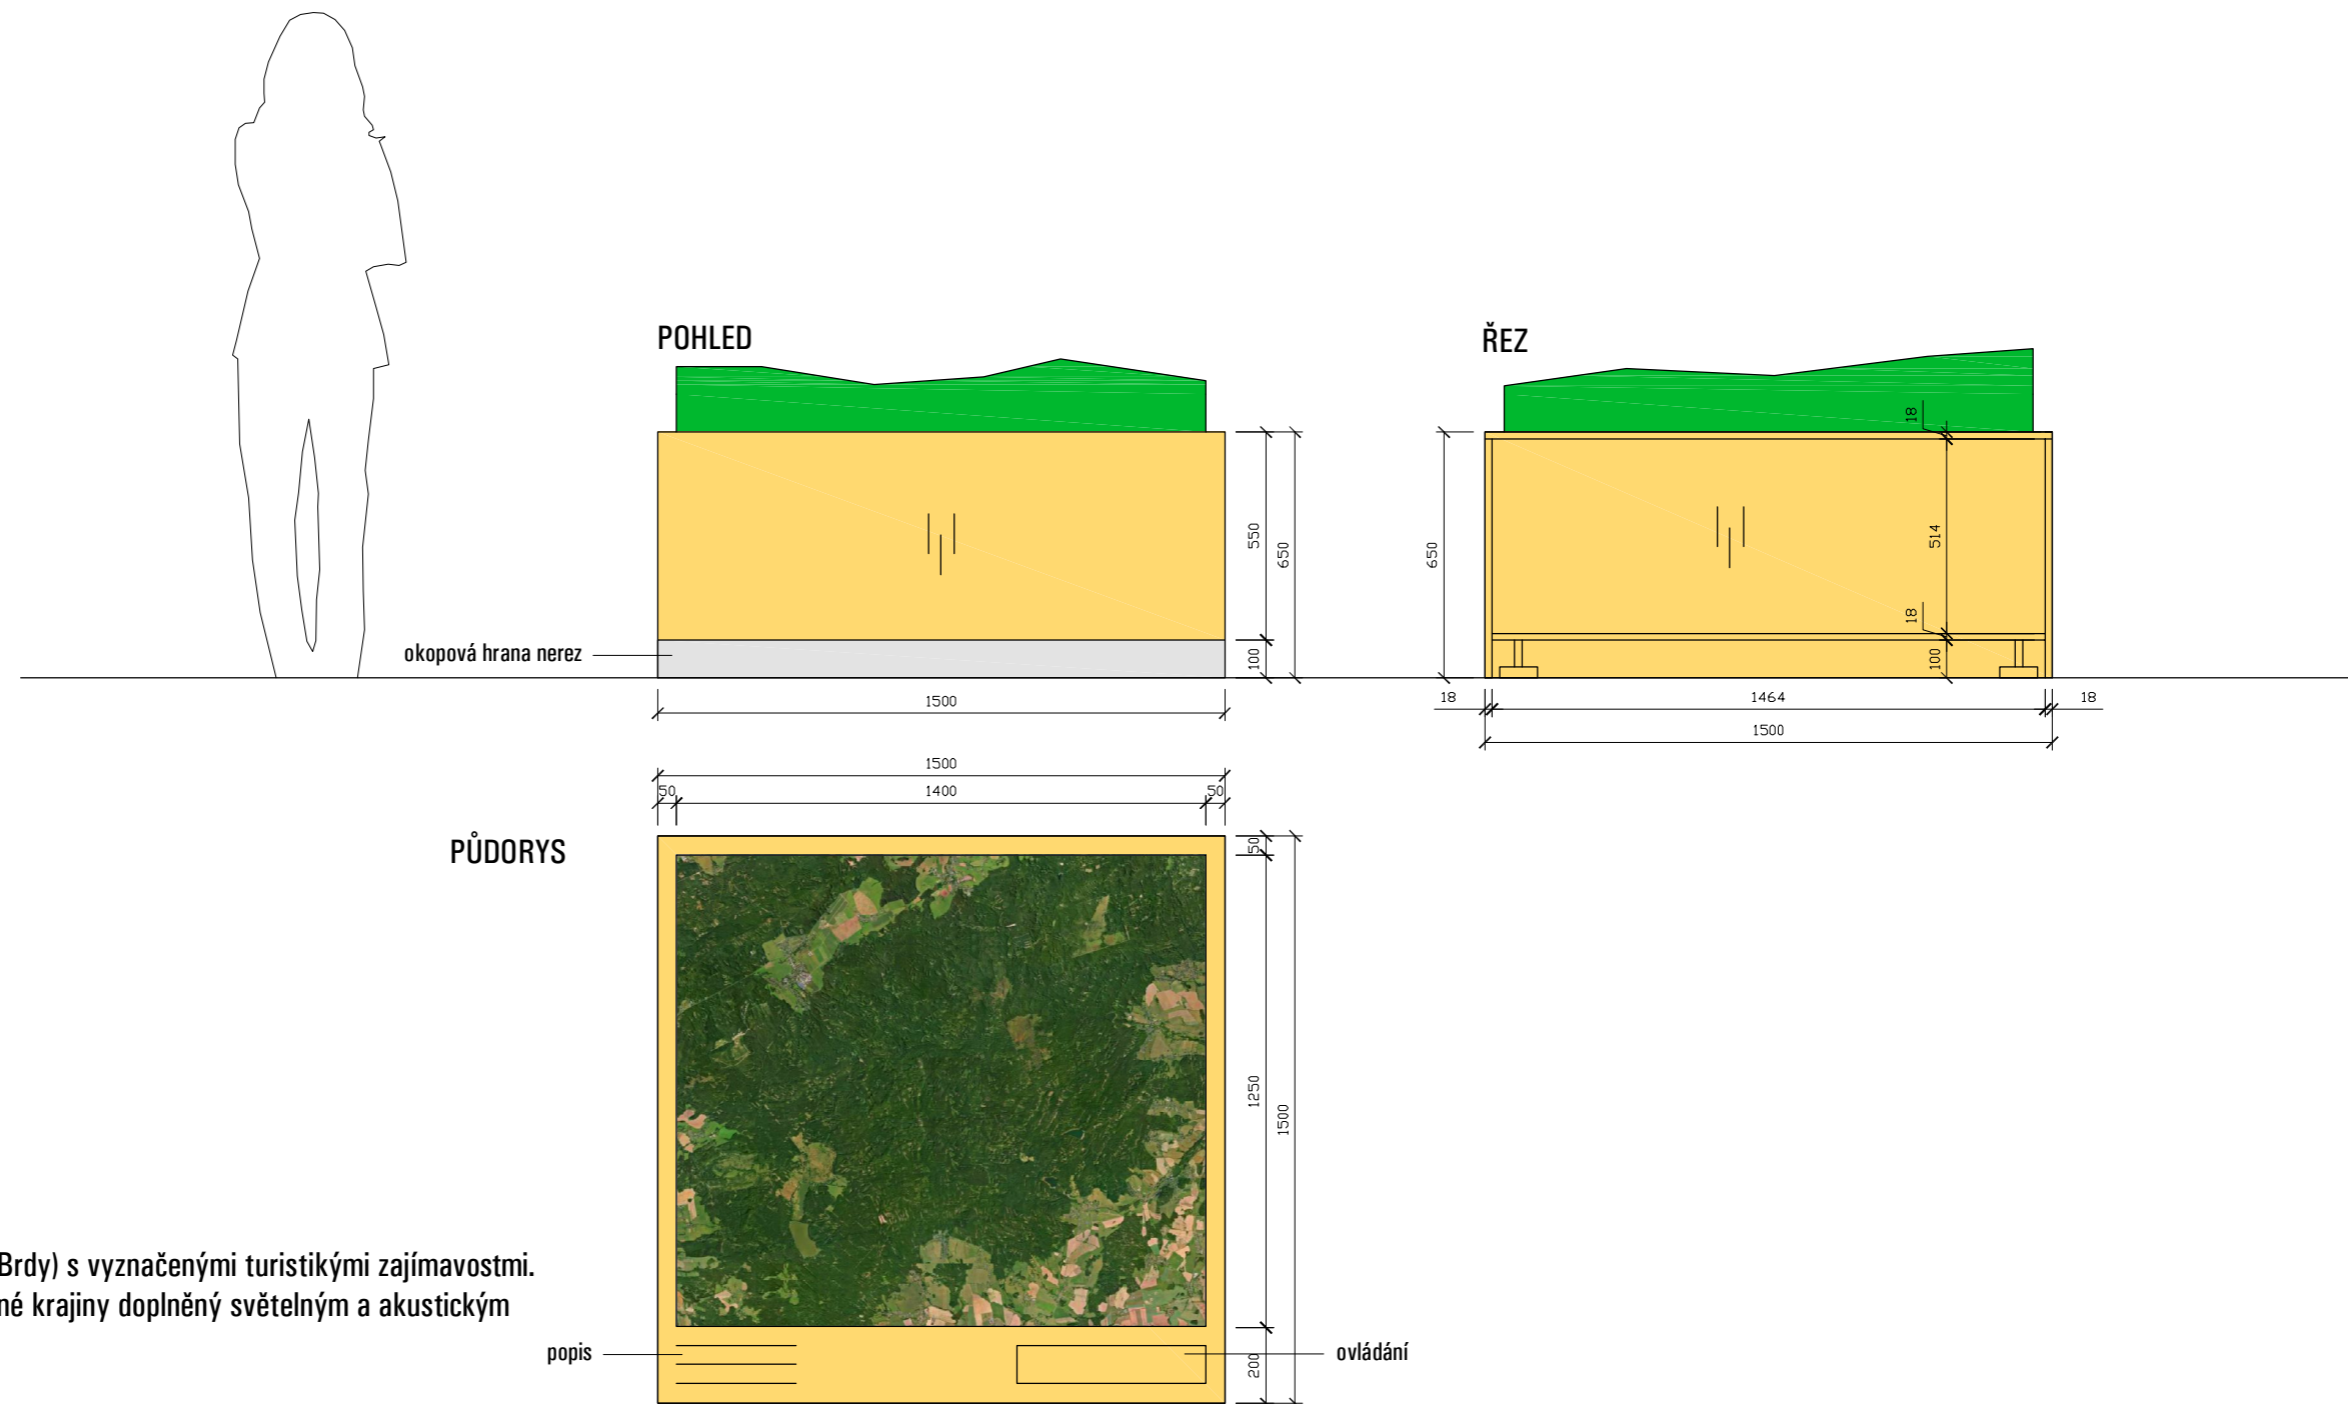 POHLED
ŘEZ
18
550
650
650
514
18
okopová hrana nerez
100
100
1500
18
1464
18
1500
1500
50
1400
50
PŮDORYS
50
1250
1500
Brdy) s vyznačenými turistikými zajímavostmi.
né krajiny doplněný světelným a akustickým
popis
200
ovládání